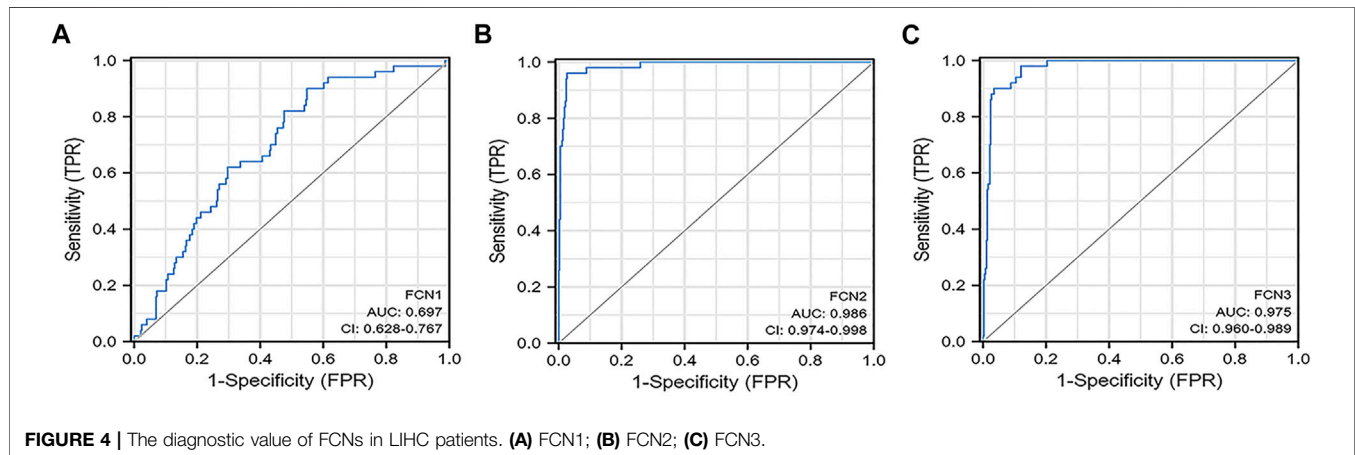 A
1.0
0.8
0.6
0.4
0.2
0.0
Sensitivity (TPR)
0.0 0.2 0.4 0.6 0.8 1.0
1-Specificity (FPR)
FCN1
AUC: 0.697
CI: 0.628-0.767
B
1.0
0.8
0.6
0.4
0.2
0.0
Sensitivity (TPR)
0.0 0.2 0.4 0.6 0.8 1.0
1-Specificity (FPR)
FCN2
AUC: 0.986
CI: 0.974-0.998
C
1.0
0.8
0.6
0.4
0.2
0.0
Sensitivity (TPR)
0.0 0.2 0.4 0.6 0.8 1.0
1-Specificity (FPR)
FCN3
AUC: 0.975
CI: 0.960-0.989
FIGURE 4 | The diagnostic value of FCNs in LIHC patients. (A) FCN1; (B) FCN2; (C) FCN3.